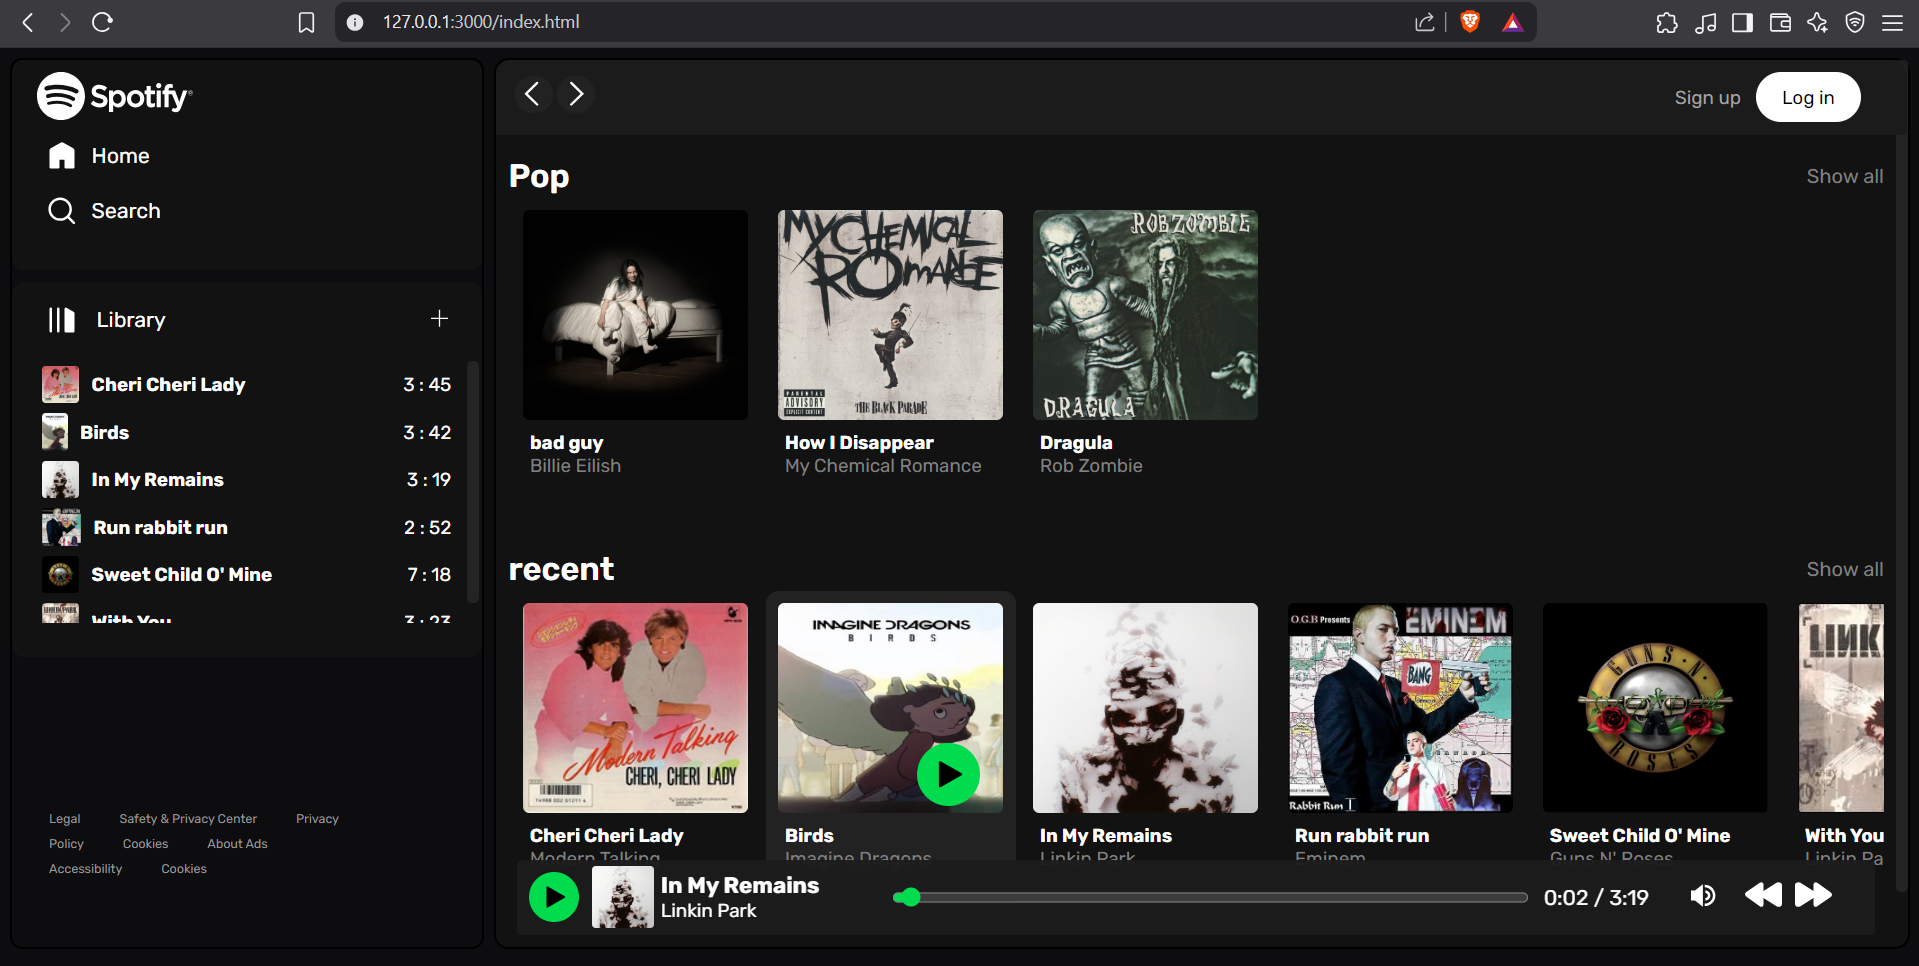 127.0.0.1:3000/index.html
Spotify®
Home
Search
Library
Cheri Cheri Lady 3 : 45
Birds 3 : 42
In My Remains 3 : 19
Run rabbit run 2 : 52
Sweet Child O' Mine 7 : 18
With You 3 : 23
Legal Safety & Privacy Center Privacy
Policy Cookies About Ads
Accessibility Cookies
Sign up Log in
Pop Show all
MY CHEMICAL
ROMANCE
PARENTAL
ADVISORY
EXPLICIT CONTENT
THE BLACK PARADE
ROB ZOMBIE
DRAGULA
bad guy
Billie Eilish
How I Disappear
My Chemical Romance
Dragula
Rob Zombie
recent Show all
Modern Talking
CHERI, CHERI LADY
IMAGINE DRAGONS
BIRDS
O.G.B Presents
EMINEM
BANG
CANADA
Rabbit Run
GUNS N'
ROSES
LINK
Cheri Cheri Lady
Modern Talking
Birds
Imagine Dragons
In My Remains
Linkin Park
Run rabbit run
Eminem
Sweet Child O' Mine
Guns N' Roses
With You
Linkin Pa
In My Remains
Linkin Park
0:02 / 3:19